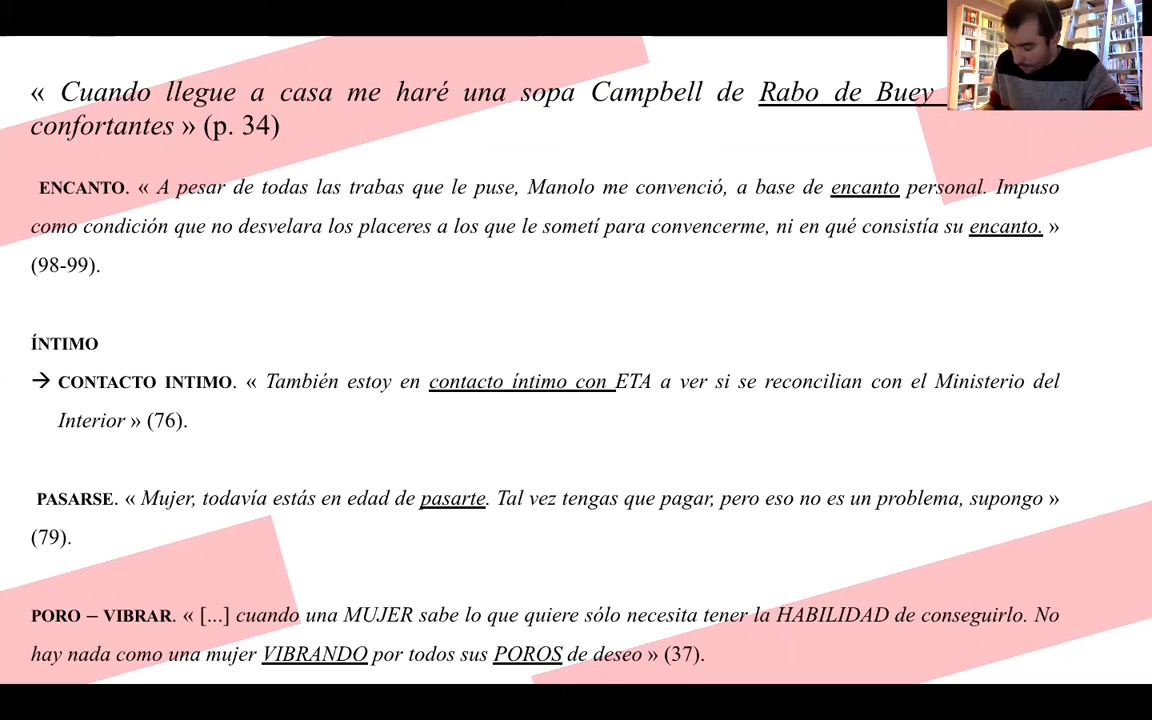 « Cuando llegue a casa me haré una sopa Campbell de Rabo de Buey
confortantes » (p. 34)
ENCANTO. « A pesar de todas las trabas que le puse, Manolo me convenció, a base de encanto personal. Impuso
como condición que no desvelara los placeres a los que le sometí para convencerme, ni en qué consistía su encanto. »
(98-99).
ÍNTIMO
→ CONTACTO INTIMO. « También estoy en contacto íntimo con ETA a ver si se reconcilian con el Ministerio del
Interior » (76).
PASARSE. « Mujer, todavía estás en edad de pasarte. Tal vez tengas que pagar, pero eso no es un problema, supongo »
(79).
PORO – VIBRAR. « [...] cuando una MUJER sabe lo que quiere sólo necesita tener la HABILIDAD de conseguirlo. No
hay nada como una mujer VIBRANDO por todos sus POROS de deseo » (37).